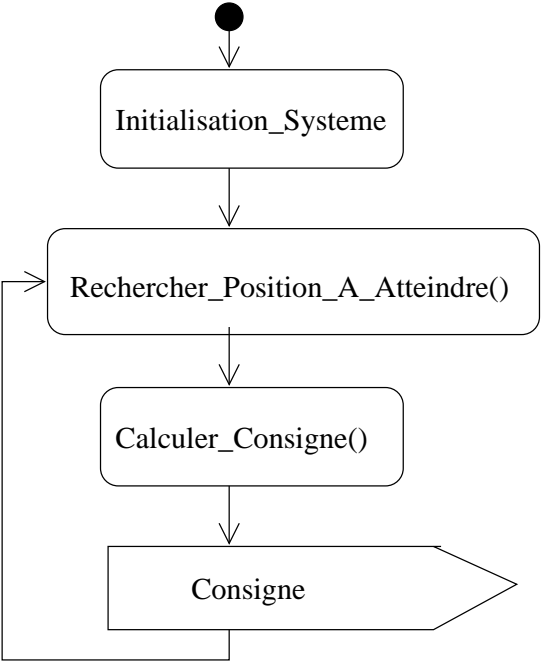 Initialisation_Systeme
Rechercher_Position_A_Atteindre()
Calculer_Consigne()
Consigne